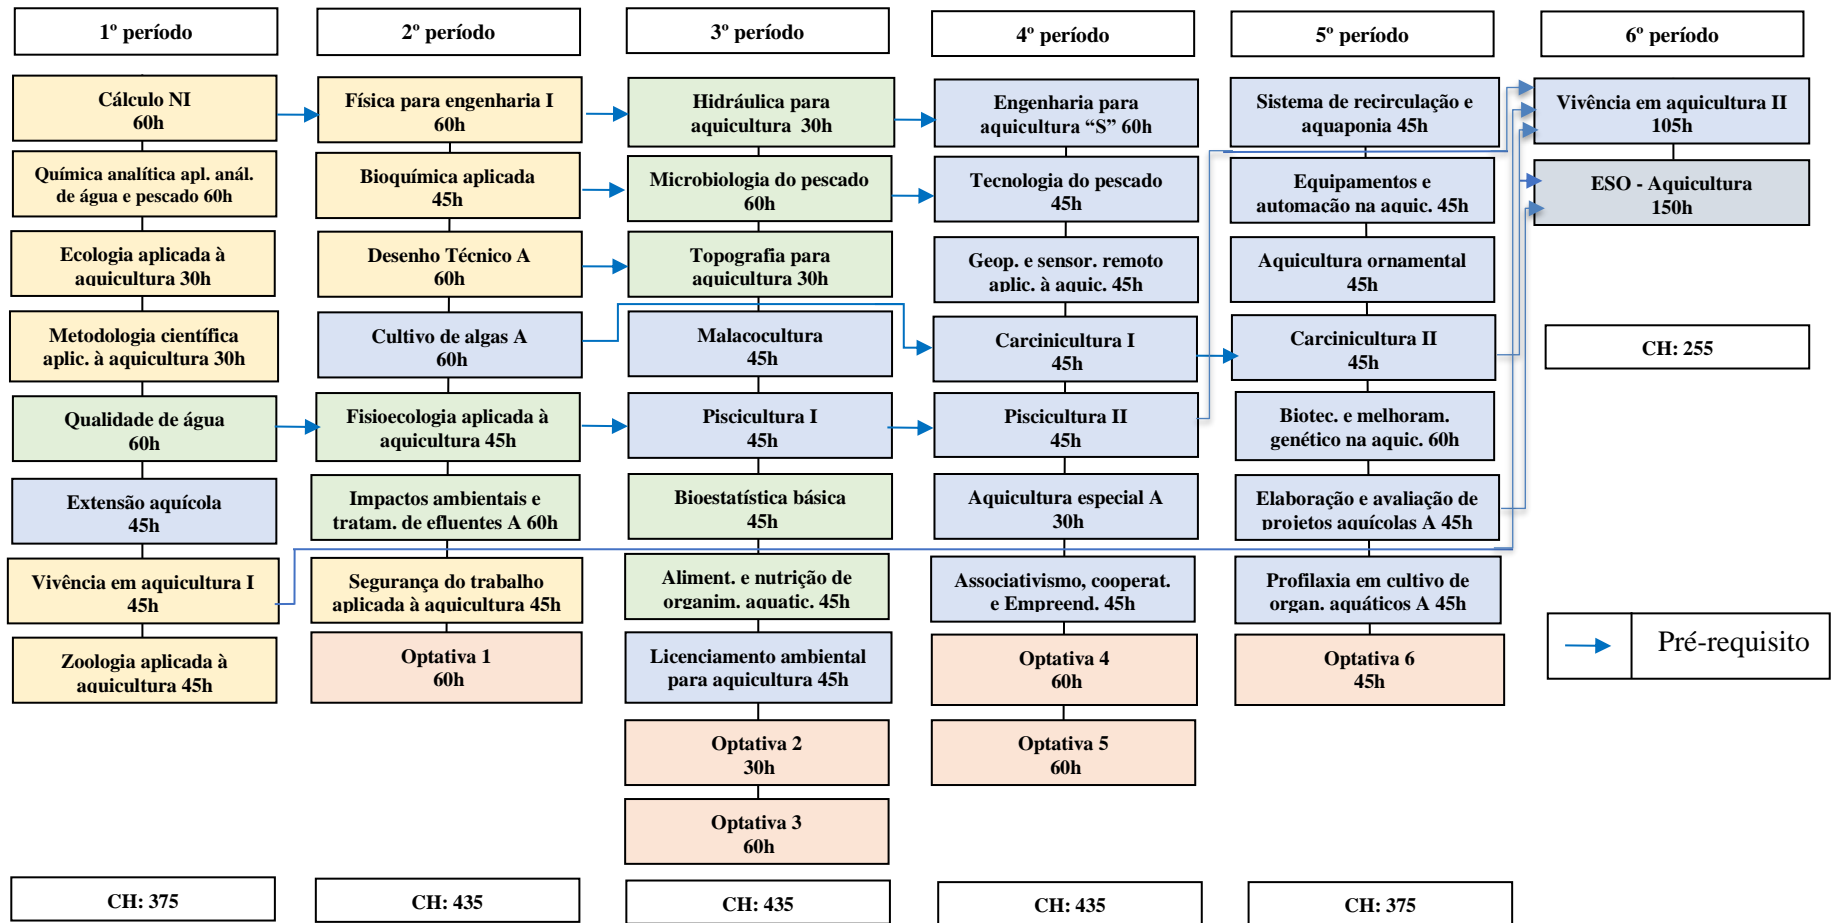 1º período
2º período
3º período
4º período
5º período
6º período
Cálculo NI
60h
Química analítica apl. anál.
de água e pescado 60h
Ecologia aplicada à
aquicultura 30h
Metodologia científica
aplic. à aquicultura 30h
Qualidade de água
60h
Extensão aquícola
45h
Vivência em aquicultura I
45h
Zoologia aplicada à
aquicultura 45h
CH: 375
Física para engenharia I
60h
Bioquímica aplicada
45h
Desenho Técnico A
60h
Cultivo de algas A
60h
Fisioecologia aplicada à
aquicultura 45h
Impactos ambientais e
tratam. de efluentes A 60h
Segurança do trabalho
aplicada à aquicultura 45h
Optativa 1
60h
CH: 435
Hidráulica para
aquicultura 30h
Microbiologia do pescado
60h
Topografia para
aquicultura 30h
Malacocultura
45h
Piscicultura I
45h
Bioestatística básica
45h
Aliment. e nutrição de
organim. aquatic. 45h
Licenciamento ambiental
para aquicultura 45h
Optativa 2
30h
Optativa 3
60h
CH: 435
Engenharia para
aquicultura “S” 60h
Tecnologia do pescado
45h
Geop. e sensor. remoto
aplic. à aquic. 45h
Carcinicultura I
45h
Piscicultura II
45h
Aquicultura especial A
30h
Associativismo, cooperat.
e Empreend. 45h
Optativa 4
60h
Optativa 5
60h
CH: 435
Sistema de recirculação e
aquaponia 45h
Equipamentos e
automação na aquic. 45h
Aquicultura ornamental
45h
Carcinicultura II
45h
Biotec. e melhoram.
genético na aquic. 60h
Elaboração e avaliação de
projetos aquícolas A 45h
Profilaxia em cultivo de
organ. aquáticos A 45h
Optativa 6
45h
CH: 375
Vivência em aquicultura II
105h
ESO - Aquicultura
150h
CH: 255
Pré-requisito